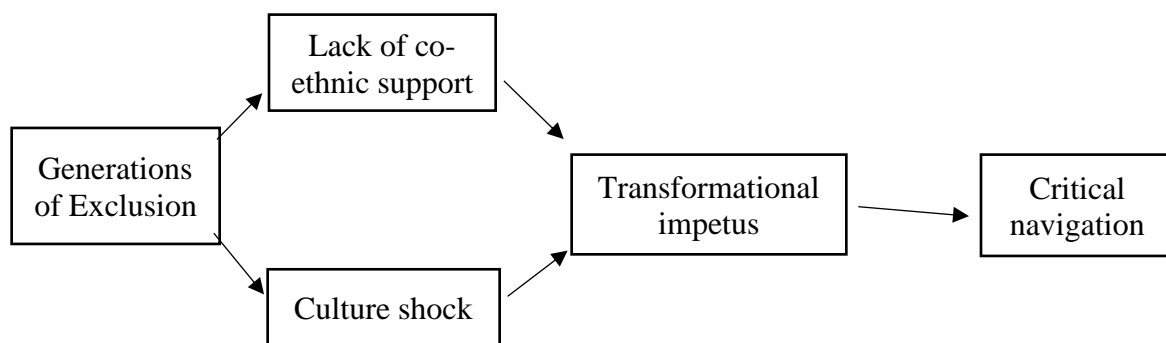 Generations
of Exclusion
Lack of co-
ethnic support
Culture shock
Transformational
impetus
Critical
navigation